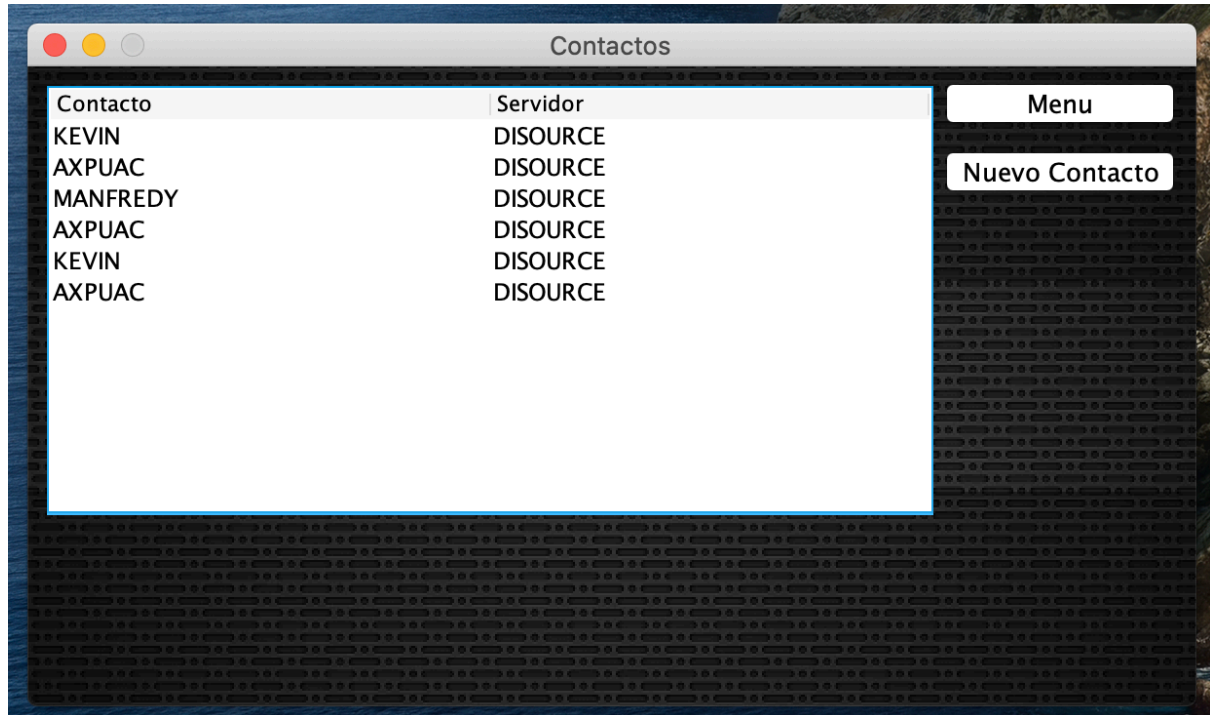 Contactos
Contacto Servidor
KEVIN DISOURCE
AXPUAC DISOURCE
MANFREDY DISOURCE
AXPUAC DISOURCE
KEVIN DISOURCE
AXPUAC DISOURCE
Menu
Nuevo Contacto